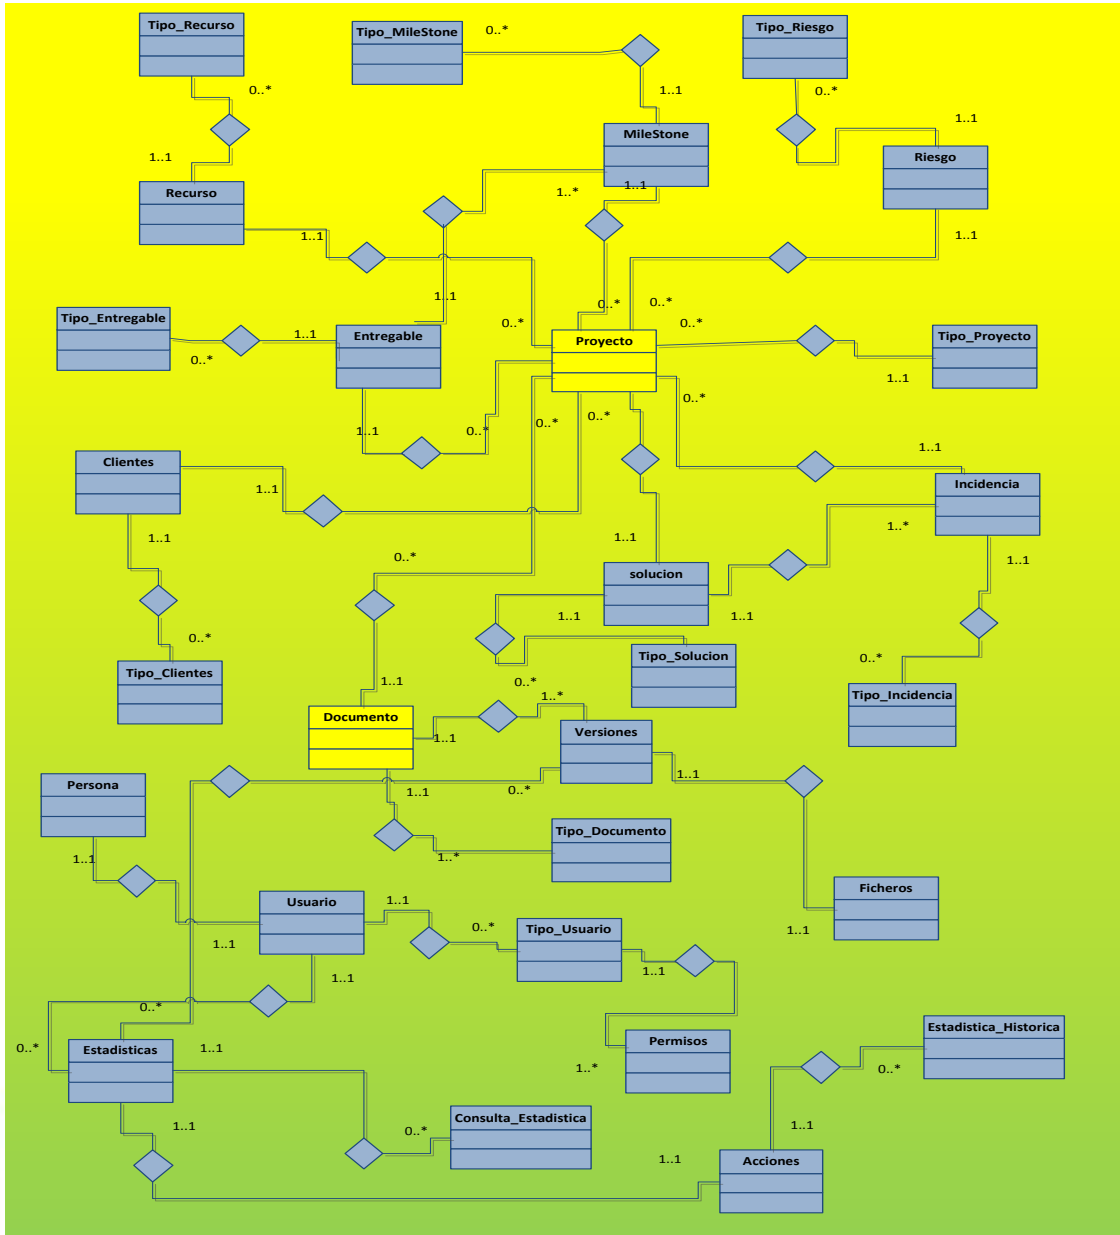 Tipo_Recurso
Tipo_MileStone
0..*
Tipo_Riesgo
0..*
1..1
0..*
1..1
MileStone
1..1
Riesgo
1..1
Recurso
1..*
1..1
1..1
1..1
1..1
0..*
0..*
Tipo_Entregable
1..1
Entregable
0..*
0..*
Proyecto
Tipo_Proyecto
0..*
1..1
0..*
1..1
0..*
0..*
0..*
0..*
1..1
Clientes
1..1
Incidencia
1..1
1..*
1..1
0..*
1..1
solucion
1..1
1..1
0..*
Tipo_Solucion
0..*
Tipo_Clientes
1..1
0..*
Tipo_Incidencia
1..*
Documento
1..1
Versiones
1..1
Persona
1..1
0..*
Tipo_Documento
1..1
1..*
Ficheros
Usuario
1..1
1..1
0..*
Tipo_Usuario
1..1
1..1
1..1
0..*
Estadistica_Historica
0..*
1..1
Permisos
Estadisticas
1..*
0..*
1..1
Consulta_Estadistica
0..*
1..1
1..1
Acciones